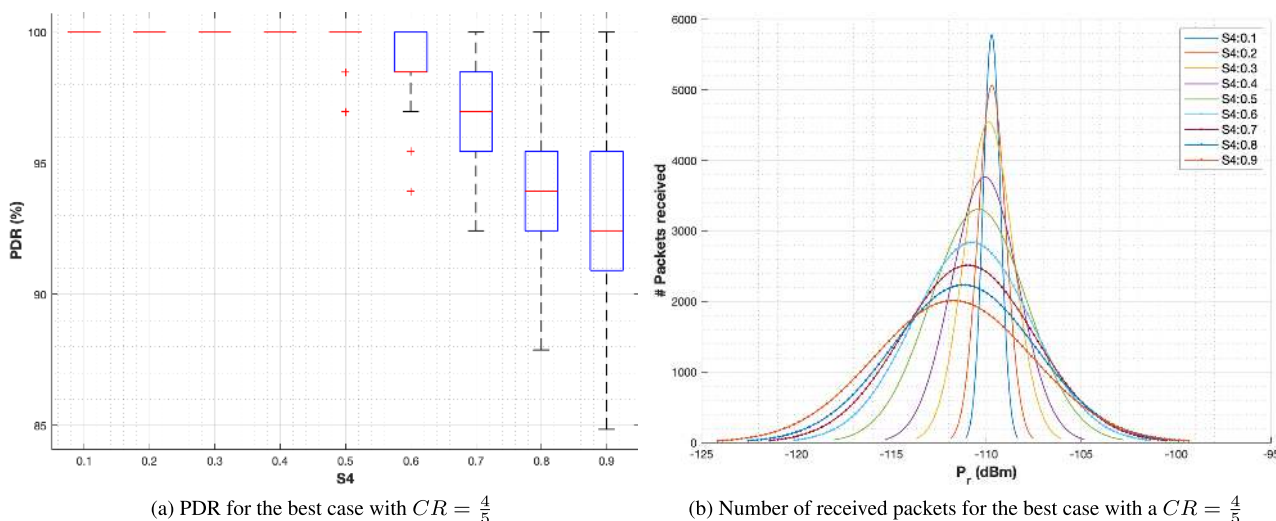 100
95
90
85
PDR (%)
0.1 0.2 0.3 0.4 0.5 0.6 0.7 0.8 0.9
S4
(a) PDR for the best case with CR = 4/5
6000
5000
4000
3000
2000
1000
0
# Packets received
S4:0.1
S4:0.2
S4:0.3
S4:0.4
S4:0.5
S4:0.6
S4:0.7
S4:0.8
S4:0.9
-125 -120 -115 -110 -105 -100 -95
P_r (dBm)
(b) Number of received packets for the best case with a CR = 4/5